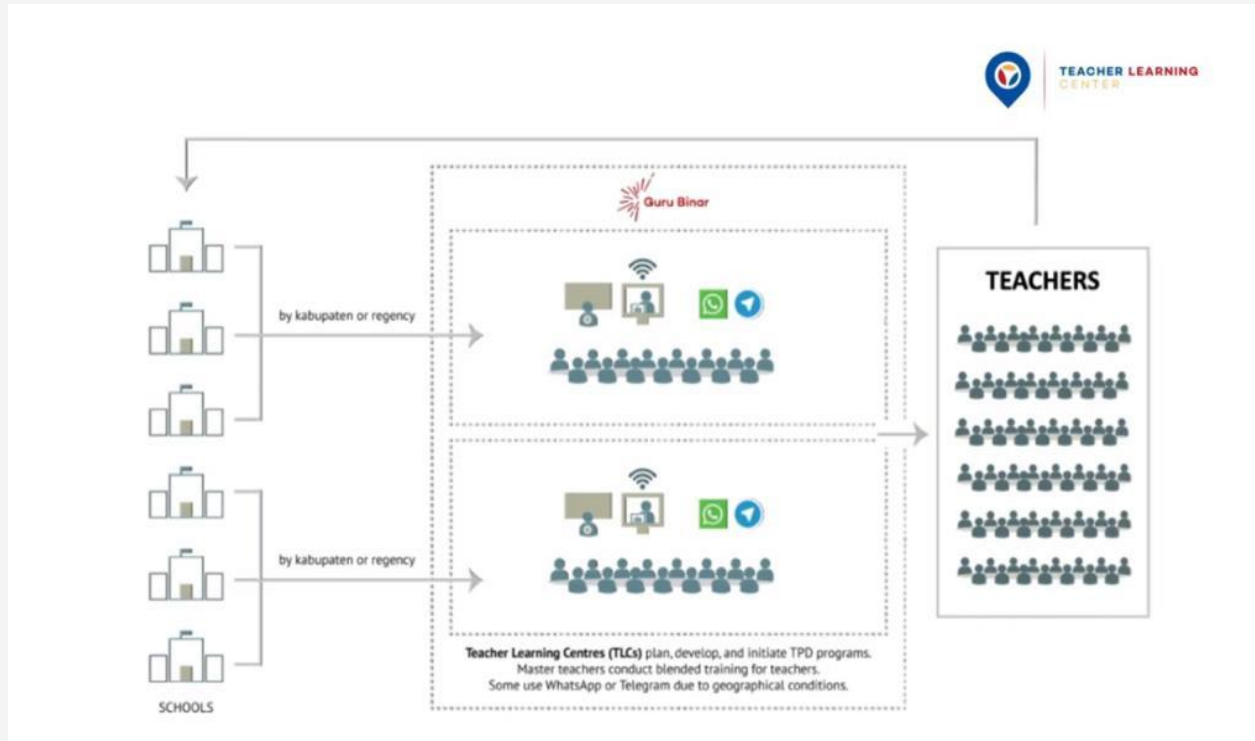 TEACHER LEARNING
CENTER
Guru Binar
by kabupaten or regency
TEACHERS
by kabupaten or regency
Teacher Learning Centres (TLCs) plan, develop, and initiate TPD programs.
Master teachers conduct blended training for teachers.
Some use WhatsApp or Telegram due to geographical conditions.
SCHOOLS